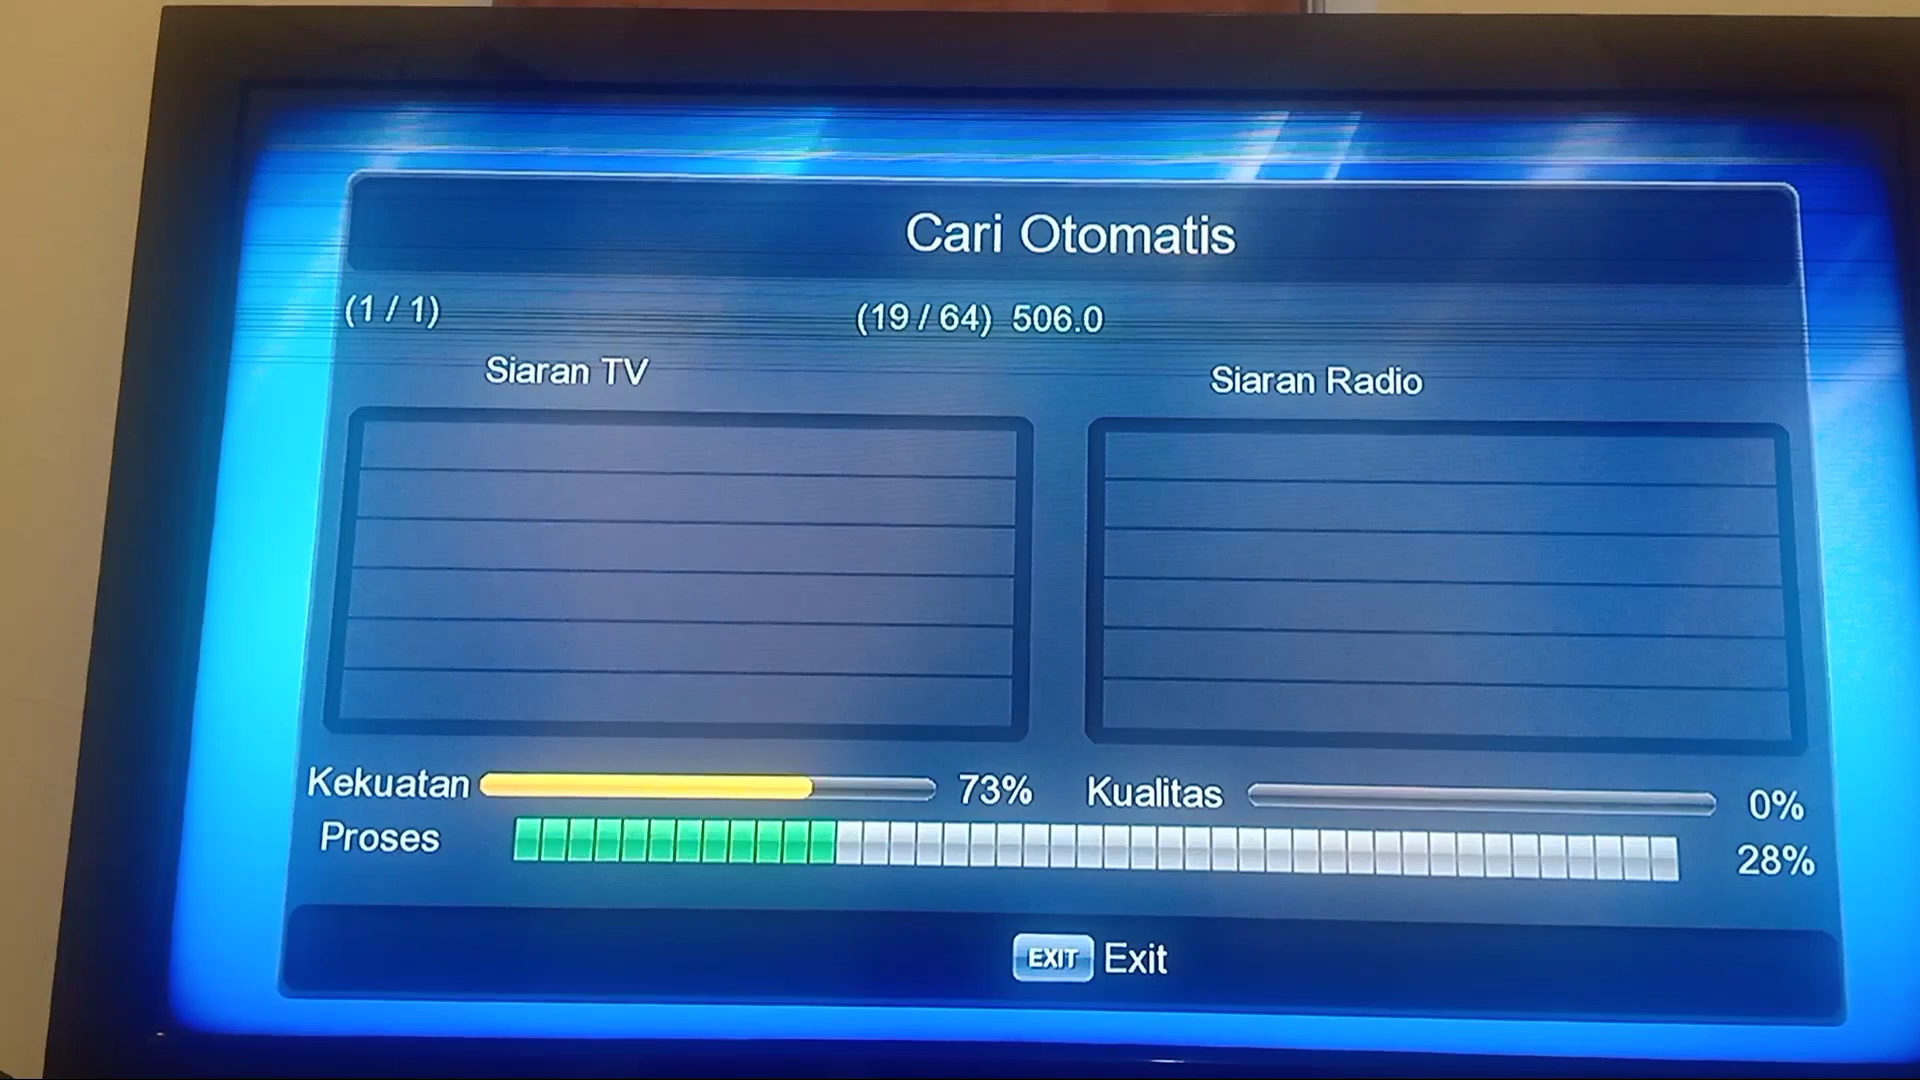 Cari Otomatis
(1 / 1)
(19 / 64) 506.0
Siaran TV
Siaran Radio
Kekuatan 73%
Kualitas 0%
Proses 28%
EXIT Exit